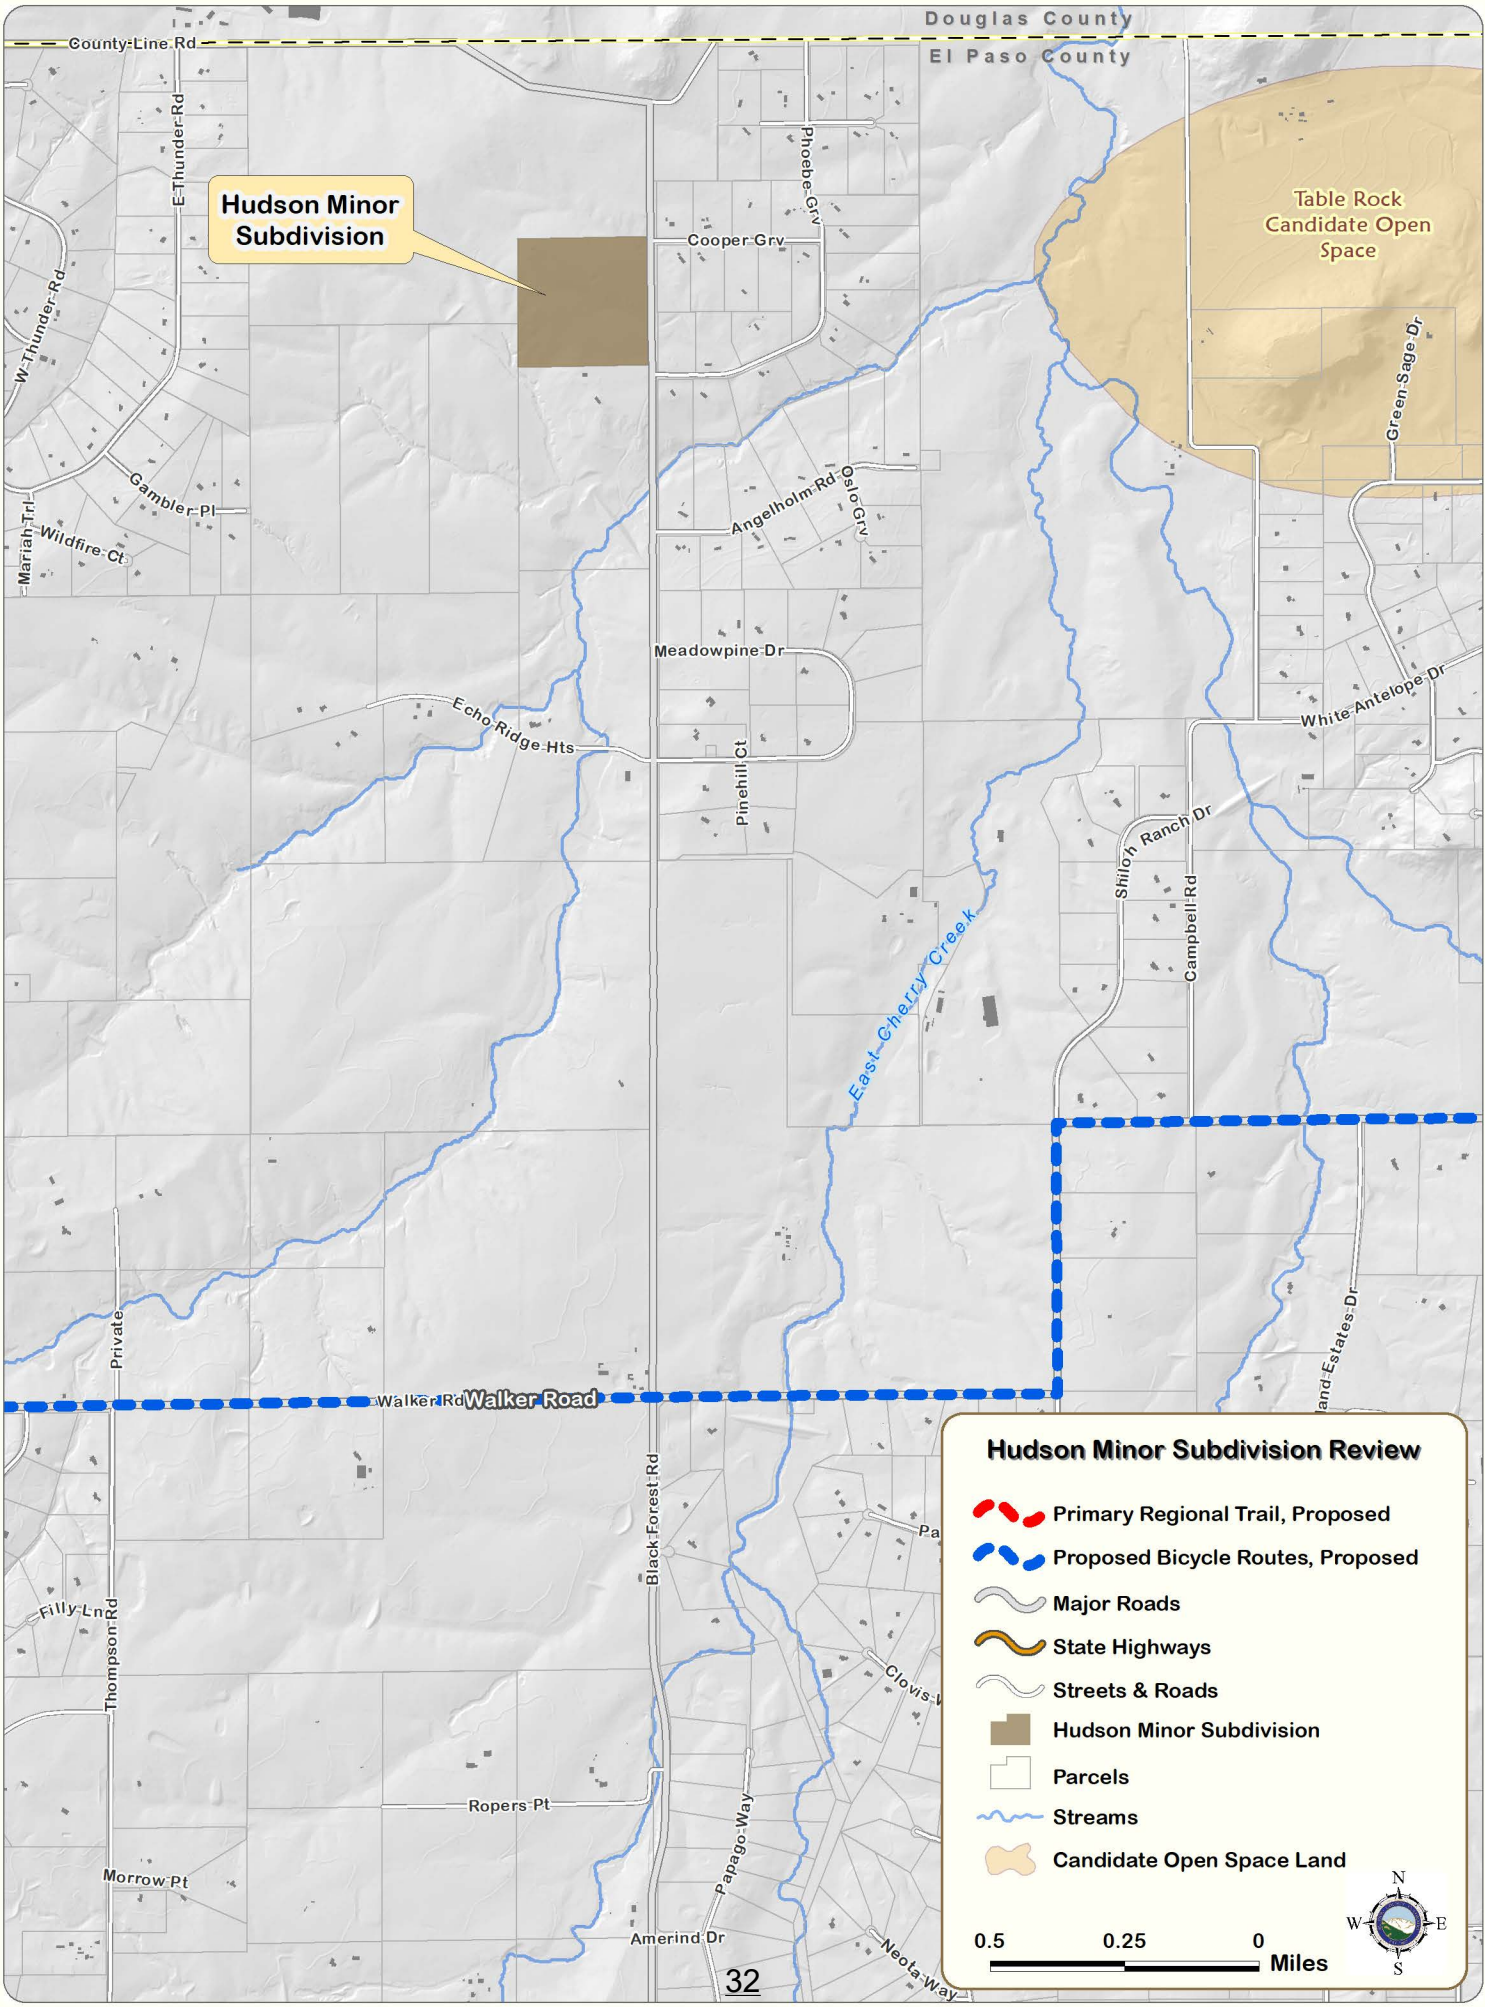 Douglas County
County Line Rd
El Paso County
E Thunder Rd
Phoebe Grv
Hudson Minor
Subdivision
Table Rock
Candidate Open
Space
Cooper Grv
W Thunder Rd
Green Sage Dr
Gambler Pl
Angelholm Rd
Oslo Grv
Mariah Trl
Wildfire Ct
Meadowpine Dr
White Antelope Dr
Echo Ridge Hts
Pinehill Ct
Shiloh Ranch Dr
Campbell Rd
East Cherry Creek
Private
land Estates Dr
Walker Rd
Walker Road
Black Forest Rd
Pa
Filly Ln
Thompson Rd
Clovis
Ropers Pt
Papago Way
Morrow Pt
Amerind Dr
Neota Way
Hudson Minor Subdivision Review
Primary Regional Trail, Proposed
Proposed Bicycle Routes, Proposed
Major Roads
State Highways
Streets & Roads
Hudson Minor Subdivision
Parcels
Streams
Candidate Open Space Land
N
W E
S
0.5 0.25 0
Miles
32